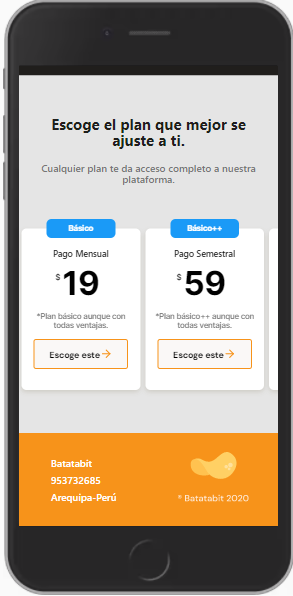 Escoge el plan que mejor se
ajuste a ti.
Cualquier plan te da acceso completo a nuestra
plataforma.
Básico
Básico++
Pago Mensual
Pago Semestral
$19
$59
*Plan básico aunque con
todas ventajas.
*Plan básico++ aunque con
todas ventajas.
Escoge este→
Escoge este→
Batatabit
953732685
Arequipa-Perú
® Batatabit 2020